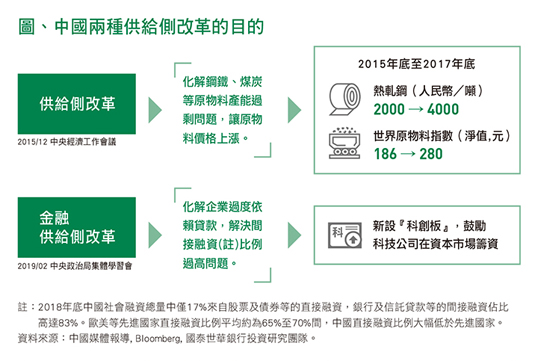 圖、中國兩種供給側改革的目的
供給側改革
2015/12 中央經濟工作會議
化解鋼鐵、煤炭
等原物料產能過
剩問題，讓原物
料價格上漲。
2015年底至2017年底
熱軋鋼（人民幣／噸）
2000 → 4000
世界原物料指數（淨值,元）
186 → 280
金融
供給側改革
2019/02 中央政治局集體學習會
化解企業過度依
賴貸款，解決間
接融資(註)比例
過高問題。
科
新設『科創板』，鼓勵
科技公司在資本市場籌資
註：2018年底中國社會融資總量中僅17%來自股票及債券等的直接融資，銀行及信託貸款等的間接融資佔比
高達83%。歐美等先進國家直接融資比例平均約為65%至70%間，中國直接融資比例大幅低於先進國家。
資料來源：中國媒體報導, Bloomberg, 國泰世華銀行投資研究團隊。